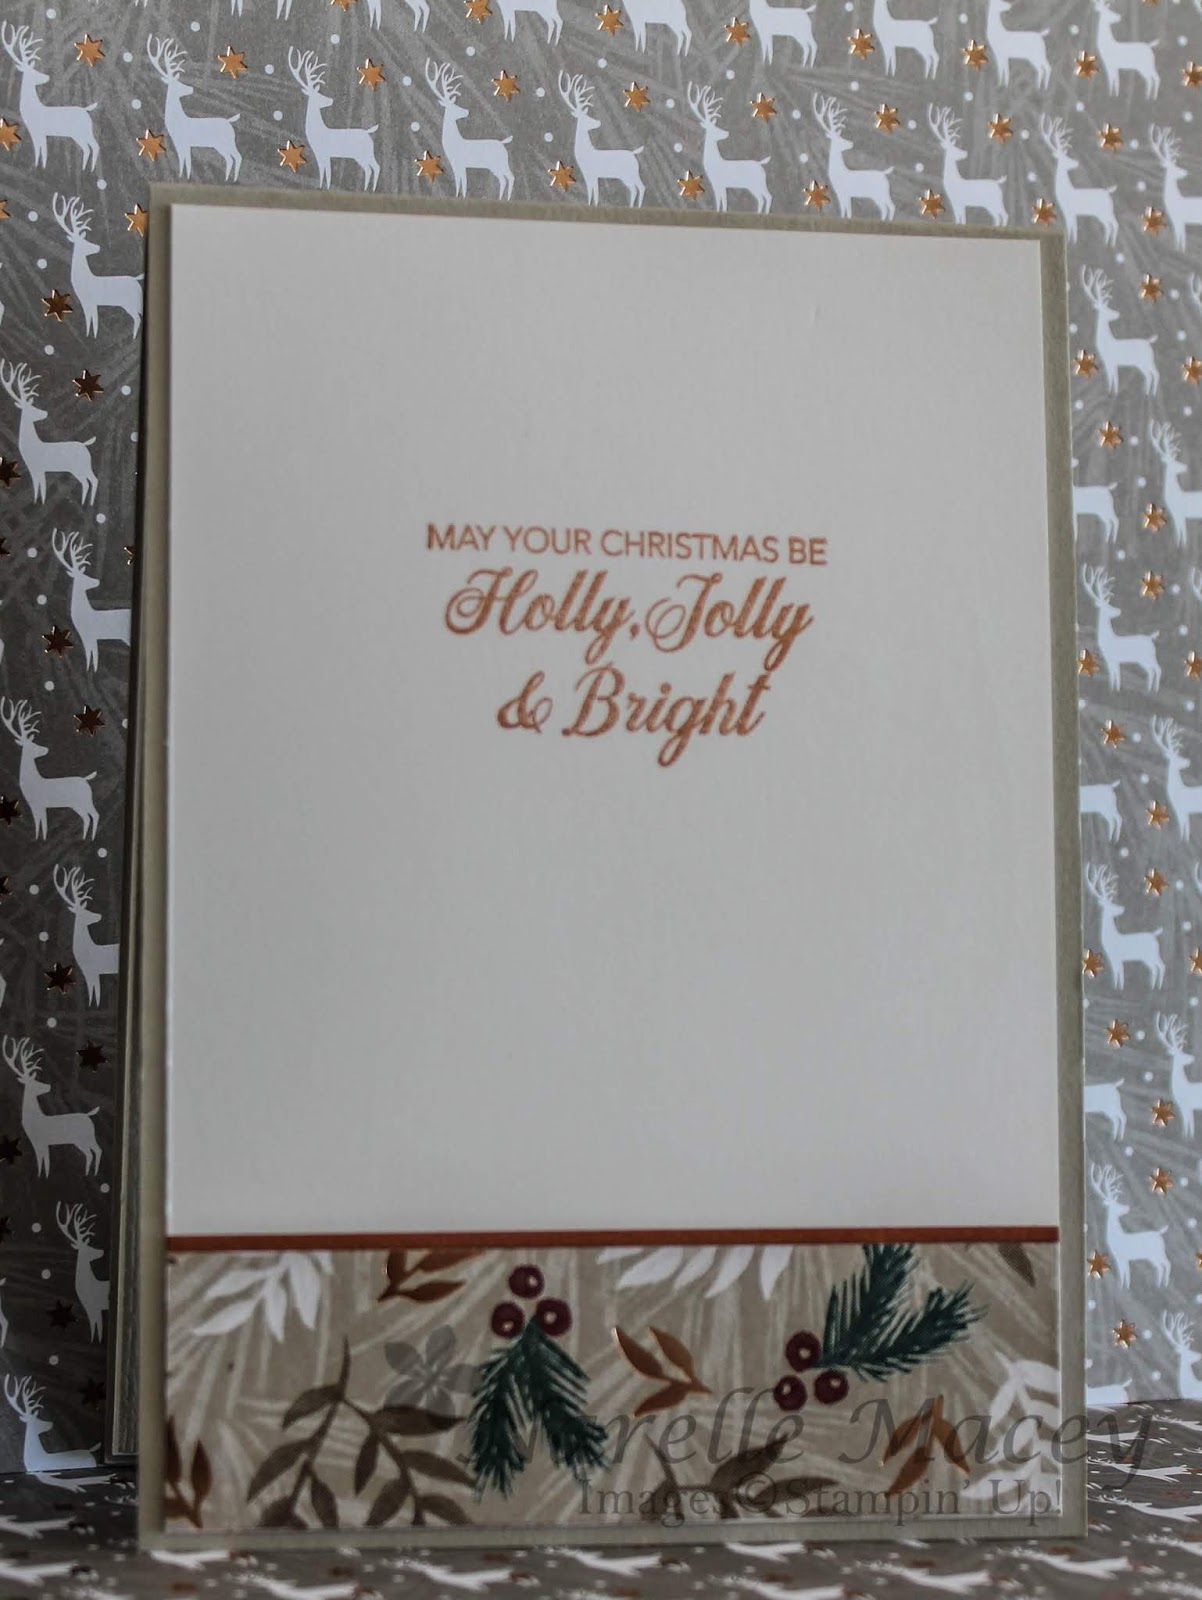 MAY YOUR CHRISTMAS BE
Holly, Jolly
& Bright
Macey
Images © Stampin' Up!